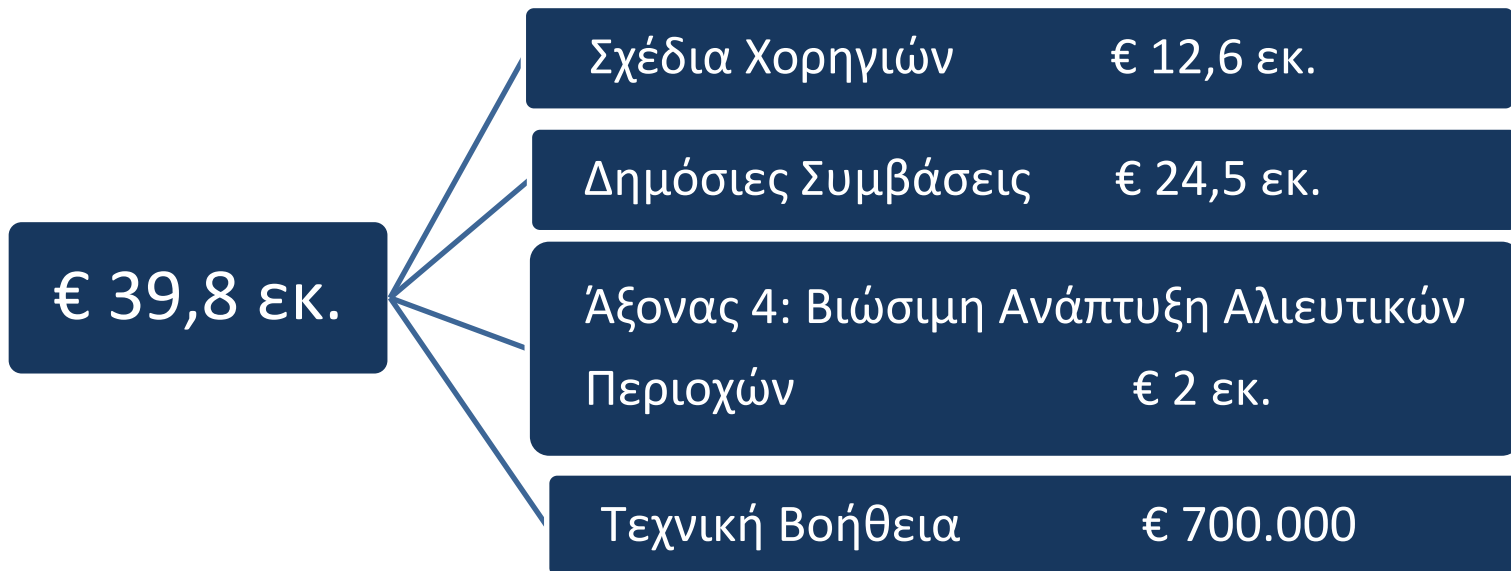 € 39,8 εκ.
Σχέδια Χορηγιών € 12,6 εκ.
Δημόσιες Συμβάσεις € 24,5 εκ.
Άξονας 4: Βιώσιμη Ανάπτυξη Αλιευτικών
Περιοχών € 2 εκ.
Τεχνική Βοήθεια € 700.000